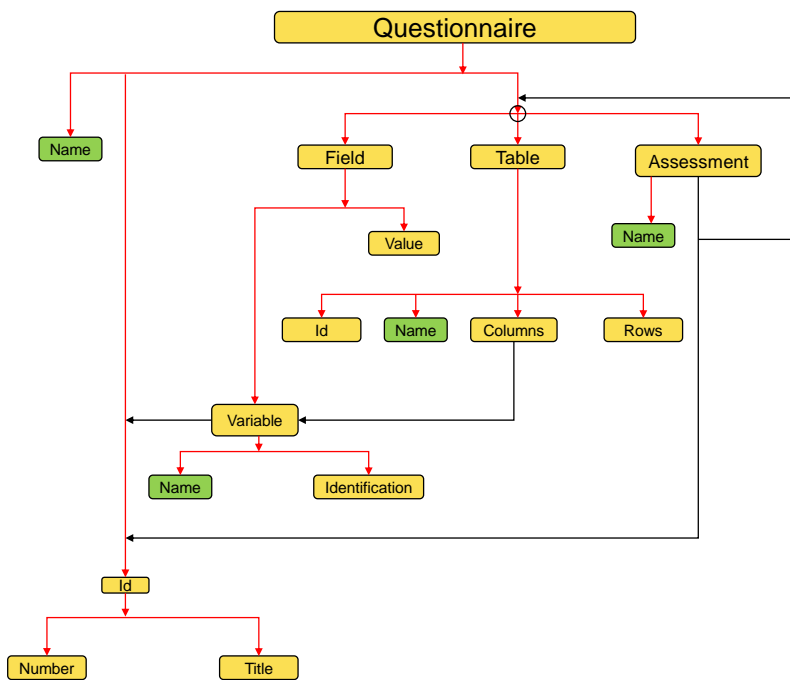 Questionnaire
Name
Field
Table
Assessment
Name
Value
Id
Name
Columns
Rows
Variable
Name
Identification
Id
Number
Title